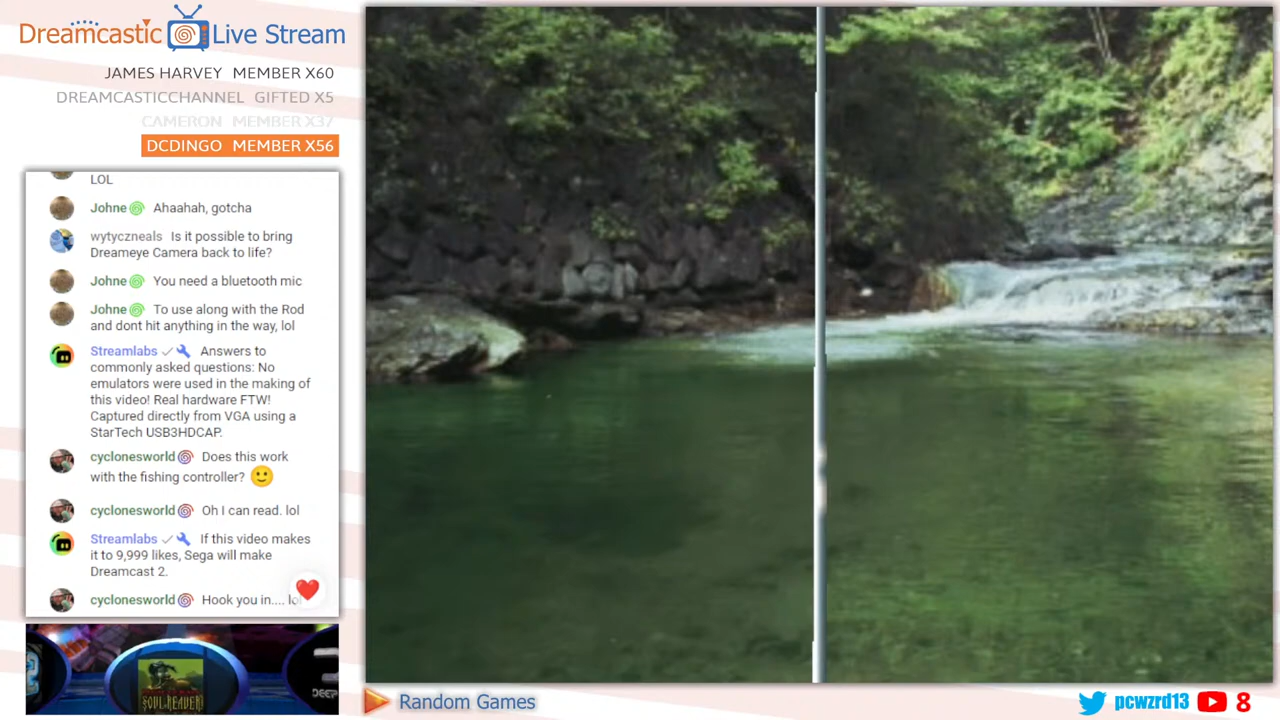 Dreamcastic Live Stream
JAMES HARVEY MEMBER X60
DREAMCASTICCHANNEL GIFTED X5
CAMERON MEMBER X37
DCDINGO MEMBER X56
LOL
Johne Ahaahah, gotcha
wytyczneals Is it possible to bring
Dreameye Camera back to life?
Johne You need a bluetooth mic
Johne To use along with the Rod
and dont hit anything in the way, lol
Streamlabs Answers to
commonly asked questions: No
emulators were used in the making of
this video! Real hardware FTW!
Captured directly from VGA using a
StarTech USB3HDCAP.
cyclonesworld Does this work
with the fishing controller?
cyclonesworld Oh I can read. lol
Streamlabs If this video makes
it to 9,999 likes, Sega will make
Dreamcast 2.
cyclonesworld Hook you in....
SOUL REAVER
DEEP
Random Games
pcwzrd13 8